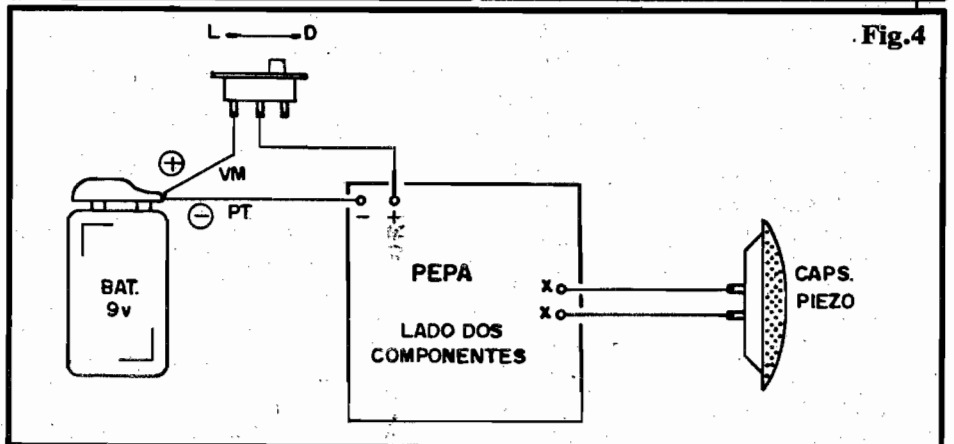 Fig.4
L D
+
VM
- PT
- +
BAT.
9v
PEPA
LADO DOS
COMPONENTES
X
X
CAPS.
PIEZO